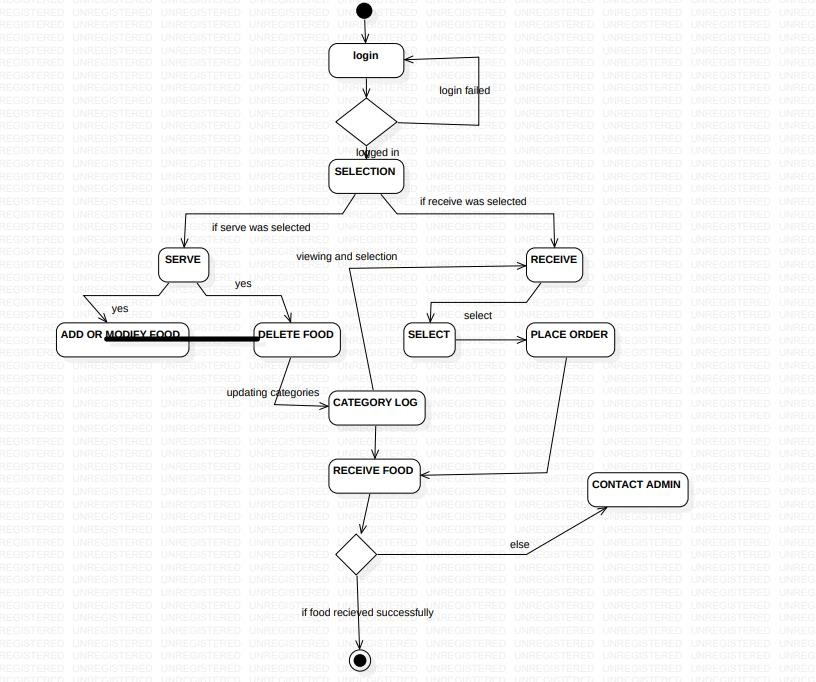 login
login failed
logged in
SELECTION
if receive was selected
if serve was selected
viewing and selection
SERVE
RECEIVE
yes
yes
select
ADD OR MODIFY FOOD
DELETE FOOD
SELECT
PLACE ORDER
updating categories
CATEGORY LOG
RECEIVE FOOD
CONTACT ADMIN
else
if food recieved successfully
UNREGISTERED